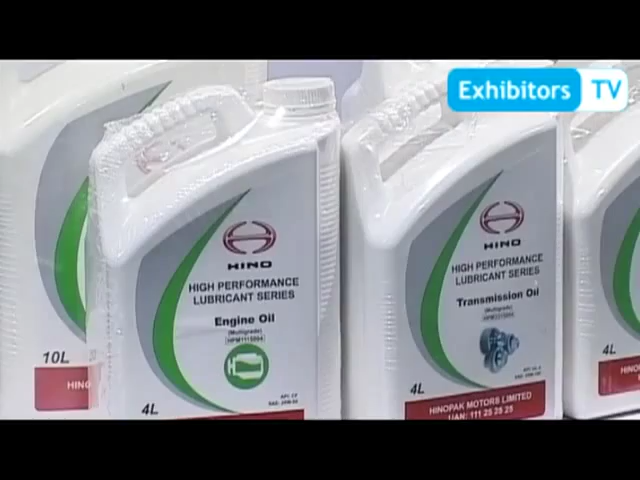 Exhibitors TV
HINO
HIGH PERFORMANCE
LUBRICANT SERIES
Engine Oil
(Multigrade)
4L
HINO
HIGH PERFORMANCE
LUBRICANT SERIES
Transmission Oil
(Multigrade)
4L
HINOPAK MOTORS LIMITED
UAN: 111 25 25 25
10L
HINO
4L